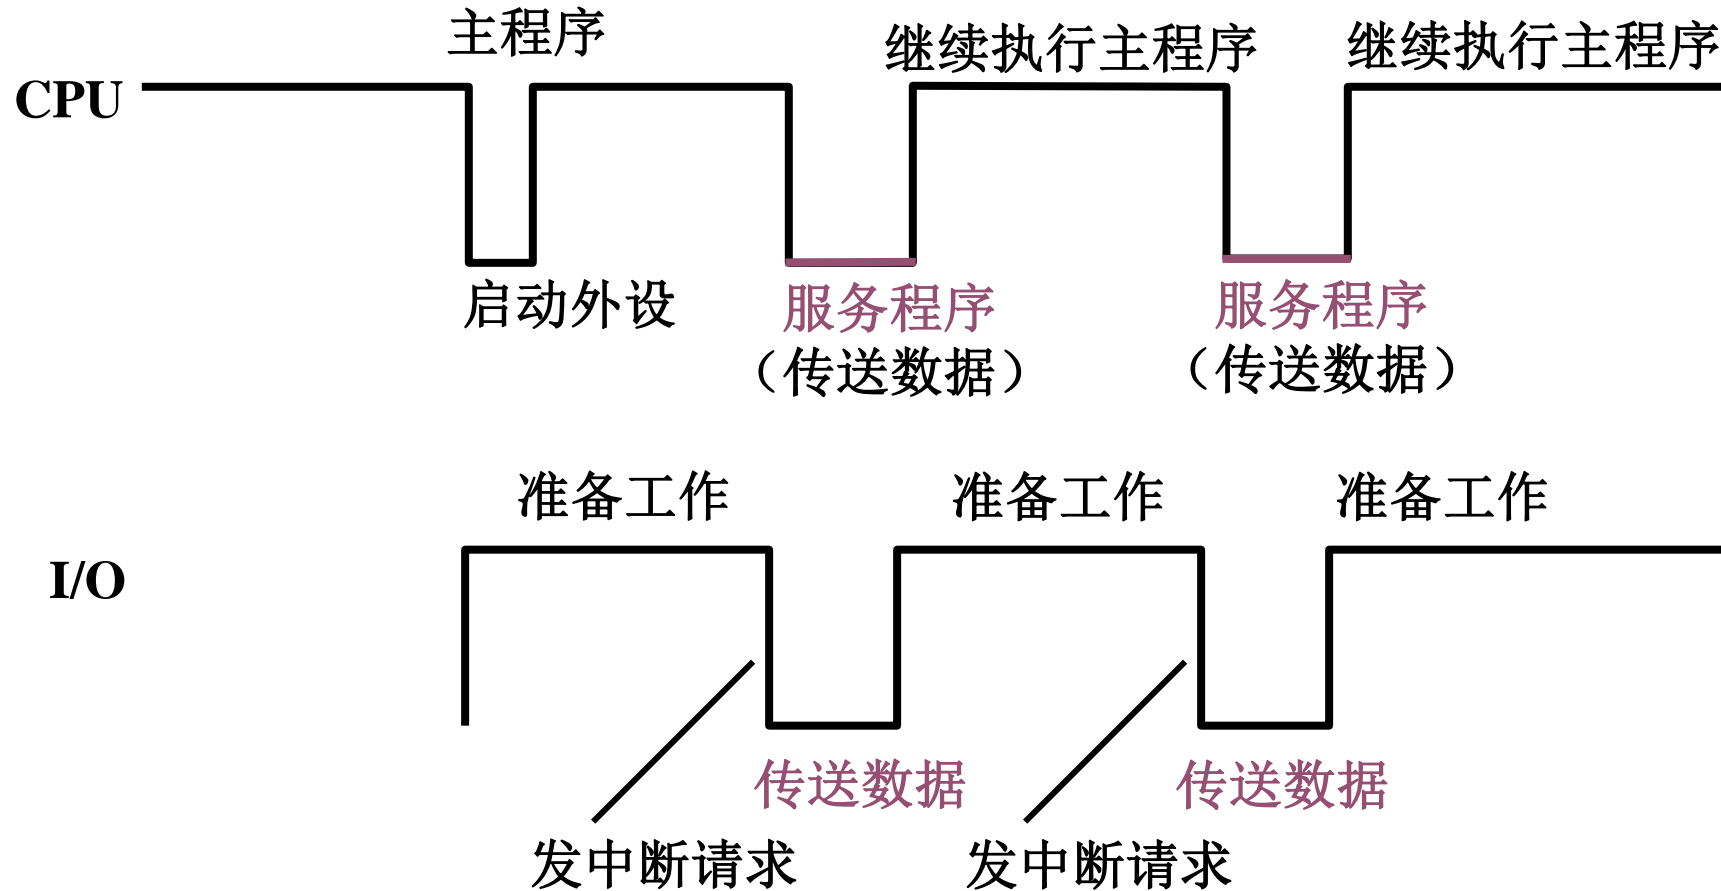 主程序
继续执行主程序
继续执行主程序
CPU
启动外设
服务程序
(传送数据)
服务程序
(传送数据)
准备工作
准备工作
准备工作
I/O
传送数据
传送数据
发中断请求
发中断请求